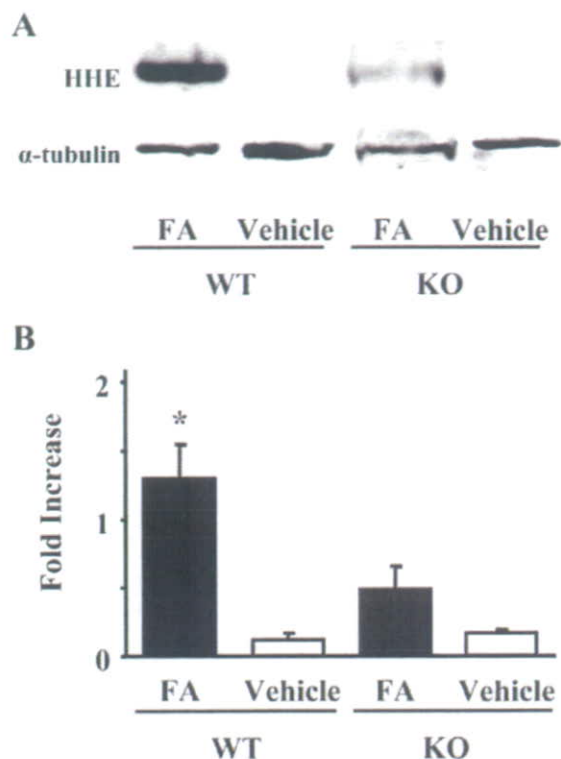 A
HHE
α-tubulin
FA Vehicle FA Vehicle
WT KO
B
Fold Increase
2
*
1
0
FA Vehicle FA Vehicle
WT KO